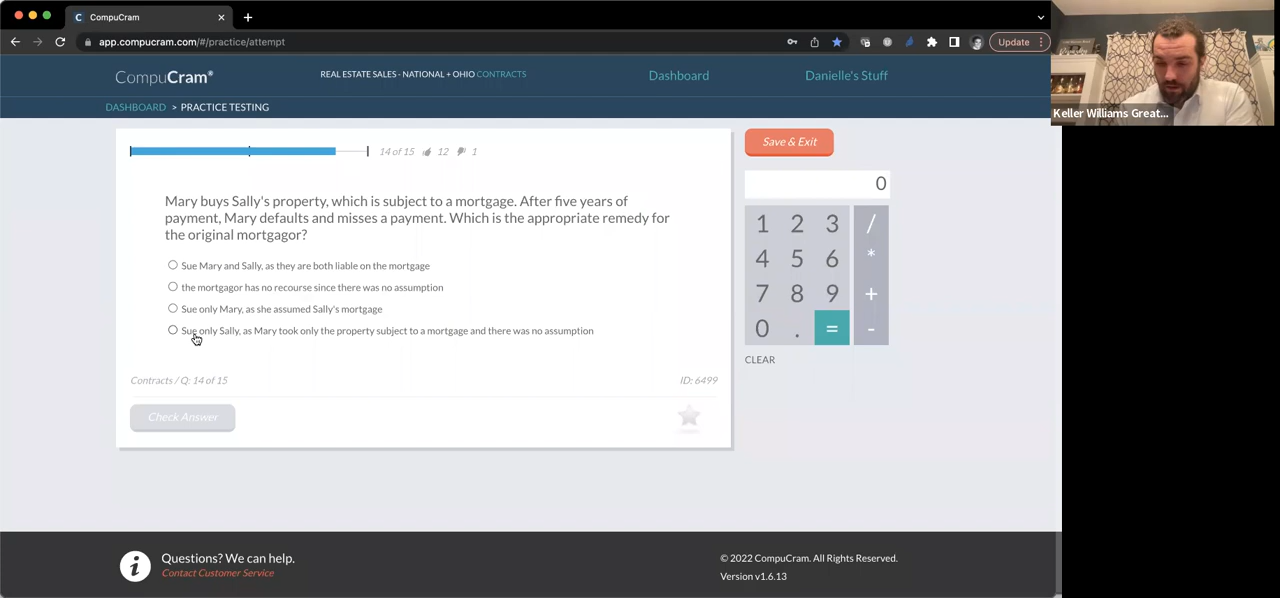 CompuCram
app.compucram.com/#/practice/attempt
Update
CompuCram®
REAL ESTATE SALES - NATIONAL + OHIO CONTRACTS
Dashboard
Danielle's Stuff
DASHBOARD > PRACTICE TESTING
Keller Williams Great...
14 of 15 12 1
Save & Exit
0
Mary buys Sally's property, which is subject to a mortgage. After five years of
payment, Mary defaults and misses a payment. Which is the appropriate remedy for
the original mortgagor?
Sue Mary and Sally, as they are both liable on the mortgage
the mortgagor has no recourse since there was no assumption
Sue only Mary, as she assumed Sally's mortgage
Sue only Sally, as Mary took only the property subject to a mortgage and there was no assumption
1 2 3 /
4 5 6 *
7 8 9 +
0 . = -
CLEAR
Contracts / Q: 14 of 15
ID: 6499
Check Answer
Questions? We can help.
Contact Customer Service
© 2022 CompuCram. All Rights Reserved.
Version v1.6.13